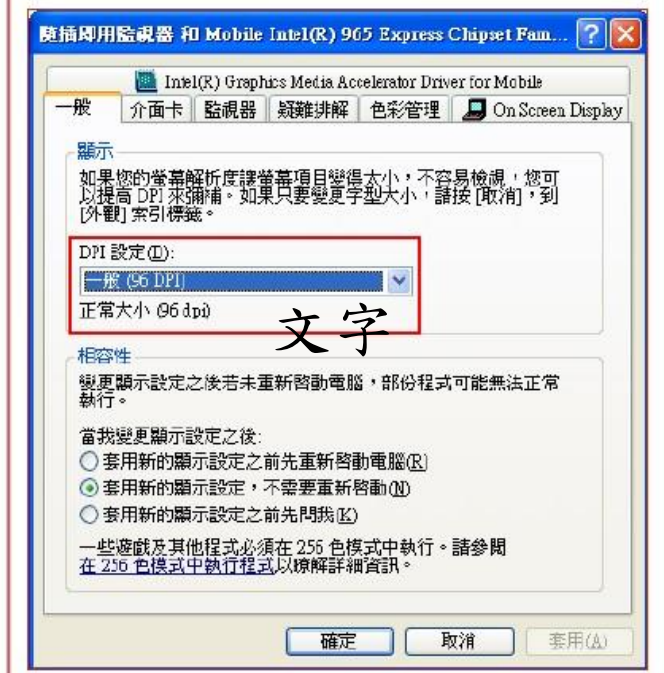 隨插即用監視器 和 Mobile Intel(R) 965 Express Chipset Fam...
Intel(R) Graphics Media Accelerator Driver for Mobile
一般 介面卡 監視器 疑難排解 色彩管理 On Screen Display
顯示
如果您的螢幕解析度讓螢幕項目變得太小，不容易檢視，您可
以提高 DPI 來彌補。如果只要變更字型大小，請按 [取消]，到
[外觀] 索引標籤。
DPI 設定(D):
一般 (96 DPI)
正常大小 (96 dpi)
文字
相容性
變更顯示設定之後若未重新啟動電腦，部份程式可能無法正常
執行。
當我變更顯示設定之後:
套用新的顯示設定之前先重新啟動電腦(R)
套用新的顯示設定，不需要重新啟動(N)
套用新的顯示設定之前先問我(K)
一些遊戲及其他程式必須在 256 色模式中執行。請參閱
在 256 色模式中執行程式以瞭解詳細資訊。
確定 取消 套用(A)